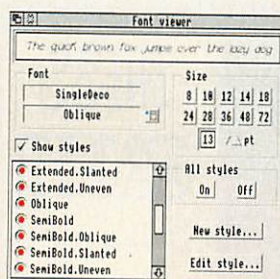 Font viewer
The quick brown fox jumps over the lazy dog
Font
SingleDeco
Oblique
Show styles
Extended.Slanted
Extended.Uneven
Oblique
SemiBold
SemiBold.Oblique
SemiBold.Slanted
SemiBold.Uneven
Size
8 10 12 14 18
24 28 36 48 72
13 pt
All styles
On Off
New style...
Edit style...